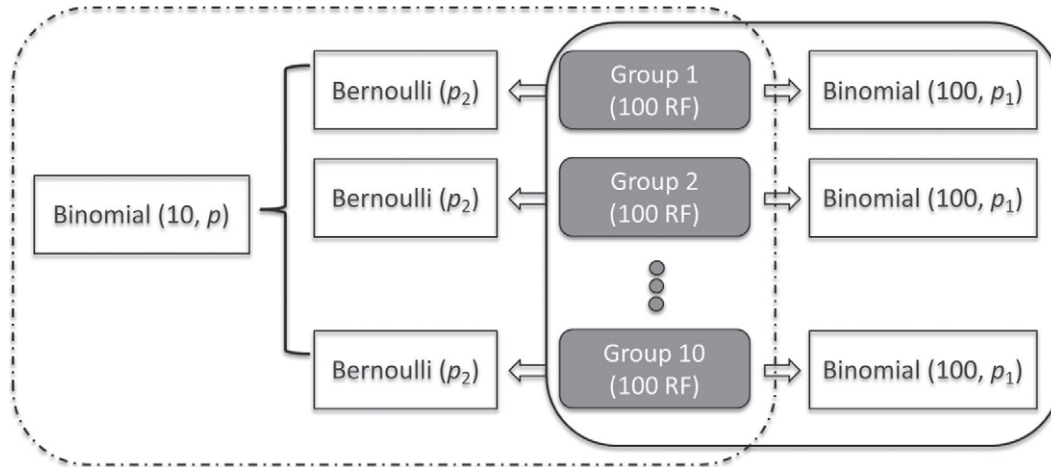 Bernoulli (p₂)
Group 1
(100 RF)
Binomial (100, p₁)
Bernoulli (p₂)
Group 2
(100 RF)
Binomial (100, p₁)
Binomial (10, p)
Bernoulli (p₂)
Group 10
(100 RF)
Binomial (100, p₁)